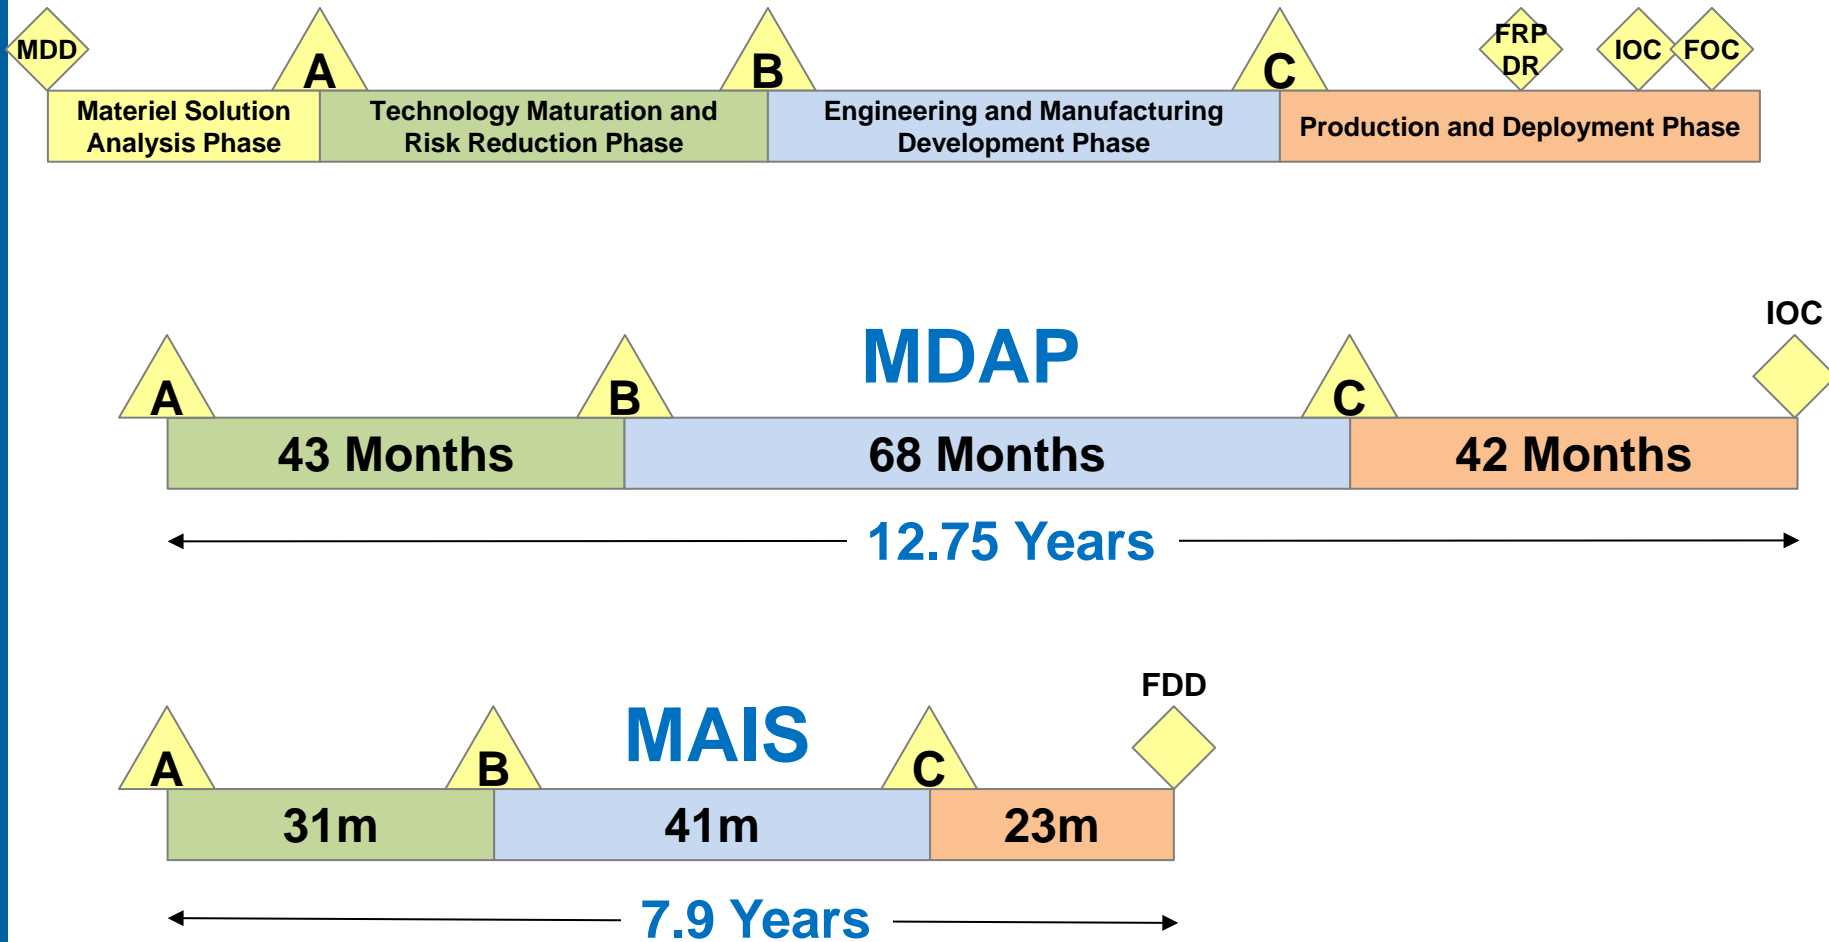 MDD
A
B
C
FRP
DR
IOC
FOC
Materiel Solution
Analysis Phase
Technology Maturation and
Risk Reduction Phase
Engineering and Manufacturing
Development Phase
Production and Deployment Phase
MDAP
IOC
A
B
C
43 Months
68 Months
42 Months
12.75 Years
MAIS
FDD
A
B
C
31m
41m
23m
7.9 Years